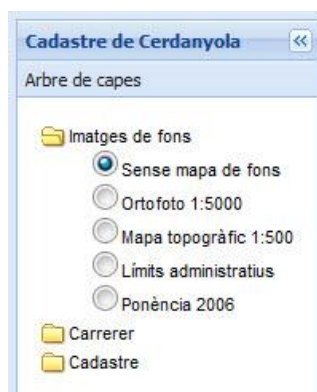 Cadastre de Cerdanyola
Arbre de capes
Imatges de fons
Sense mapa de fons
Ortofoto 1:5000
Mapa topogràfic 1:500
Límits administratius
Ponència 2006
Carrerer
Cadastre